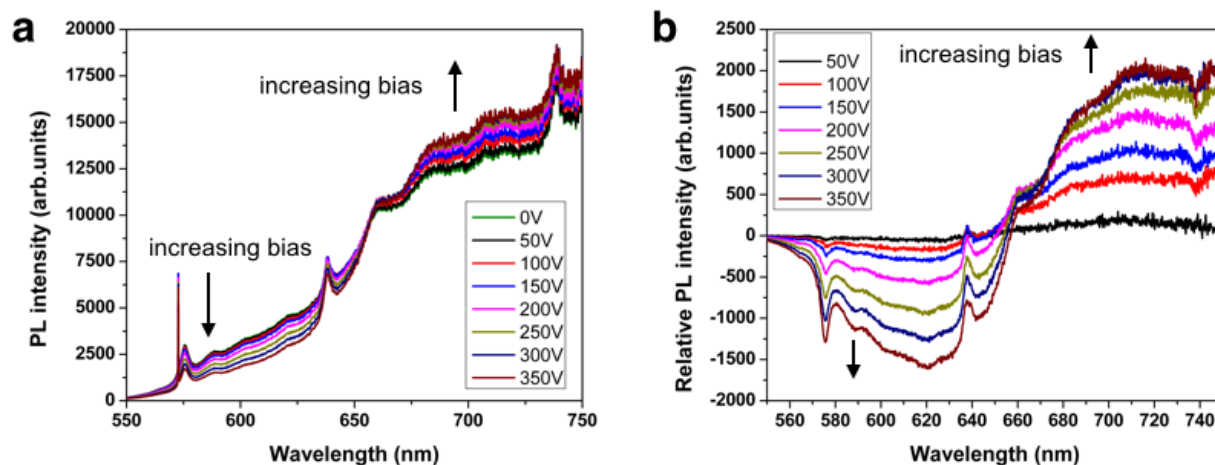 a
PL intensity (arb.units)
20000
17500
15000
12500
10000
7500
5000
2500
0
increasing bias
increasing bias
0V
50V
100V
150V
200V
250V
300V
350V
550 600 650 700 750
Wavelength (nm)
b
Relative PL intensity (arb.units)
2500
2000
1500
1000
500
0
-500
-1000
-1500
-2000
50V
100V
150V
200V
250V
300V
350V
increasing bias
560 580 600 620 640 660 680 700 720 740
Wavelength (nm)